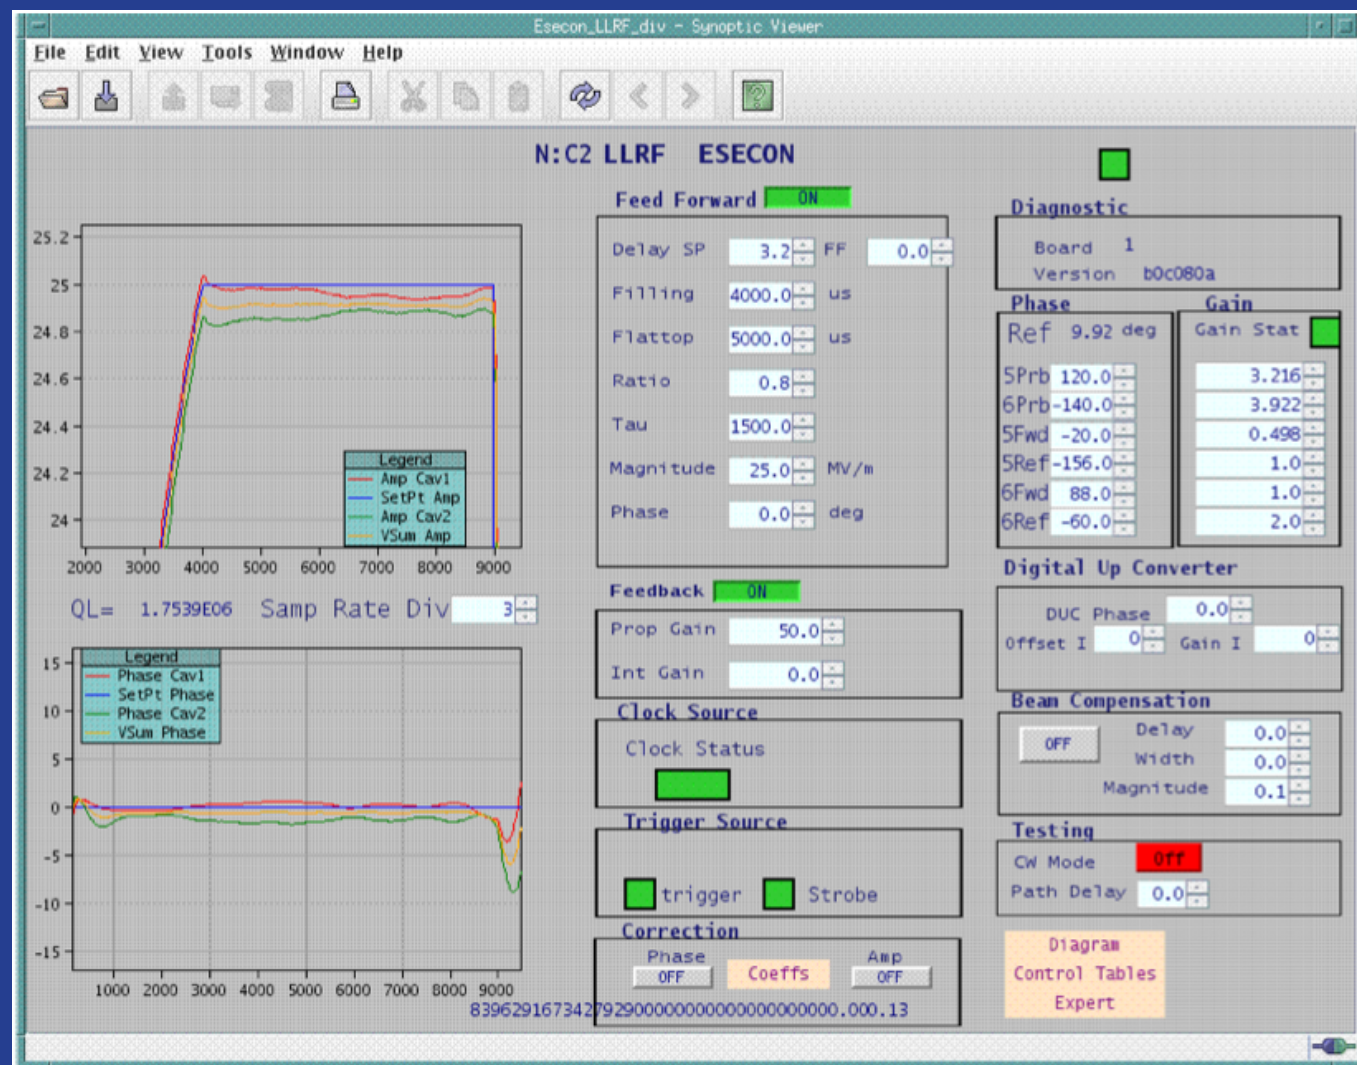 Esecon_LLRF_div - Synoptic Viewer
File Edit View Tools Window Help
N:C2 LLRF ESECON
25.2
25
24.8
24.6
24.4
24.2
24
Legend
Amp Cav1
SetPt Amp
Amp Cav2
VSum Amp
2000 3000 4000 5000 6000 7000 8000 9000
QL= 1.7539E06 Samp Rate Div 3
Legend
Phase Cav1
SetPt Phase
Phase Cav2
VSum Phase
15
10
5
0
-5
-10
-15
1000 2000 3000 4000 5000 6000 7000 8000 9000
Feed Forward ON
Delay SP 3.2 FF 0.0
Filling 4000.0 us
Flattop 5000.0 us
Ratio 0.8
Tau 1500.0
Magnitude 25.0 MV/m
Phase 0.0 deg
Feedback ON
Prop Gain 50.0
Int Gain 0.0
Clock Source
Clock Status
Trigger Source
trigger Strobe
Correction
Phase Amp
OFF Coeffs OFF
Diagnostic
Board 1
Version b0c080a
Phase Gain
Ref 9.92 deg Gain Stat
5Prb 120.0 3.216
6Prb -140.0 3.922
5Fwd -20.0 0.498
5Ref -156.0 1.0
6Fwd 88.0 1.0
6Ref -60.0 2.0
Digital Up Converter
DUC Phase 0.0
Offset I 0 Gain I 0
Beam Compensation
OFF
Delay 0.0
Width 0.0
Magnitude 0.1
Testing
CW Mode Off
Path Delay 0.0
Diagram
Control Tables
Expert